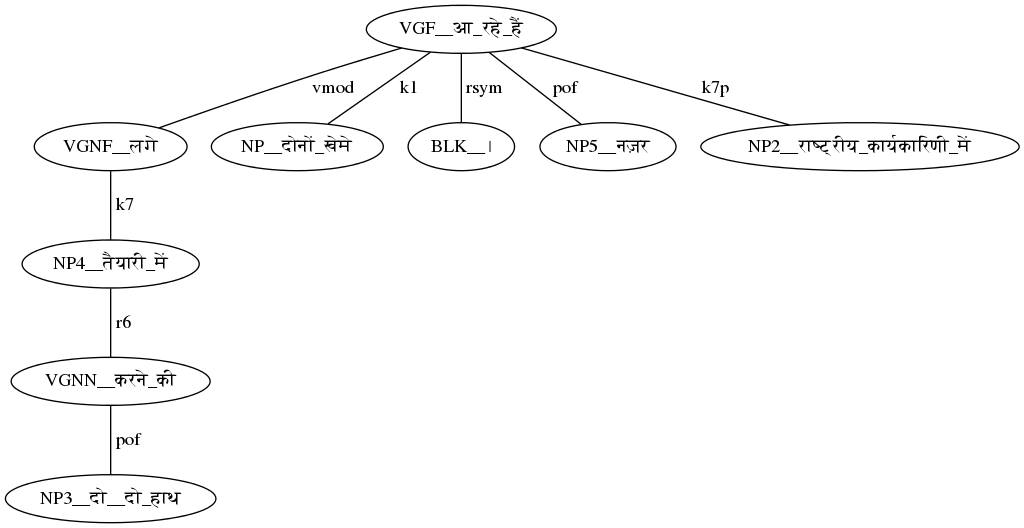 VGF__आ_रहे_हैं
vmod k1 rsym pof k7p
VGNF__लगे NP__दोनों_खेमे BLK__। NP5__नज़र NP2__राष्ट्रीय_कार्यकारिणी_में
k7
NP4__तैयारी_में
r6
VGNN__करने_की
pof
NP3__दो__दो_हाथ